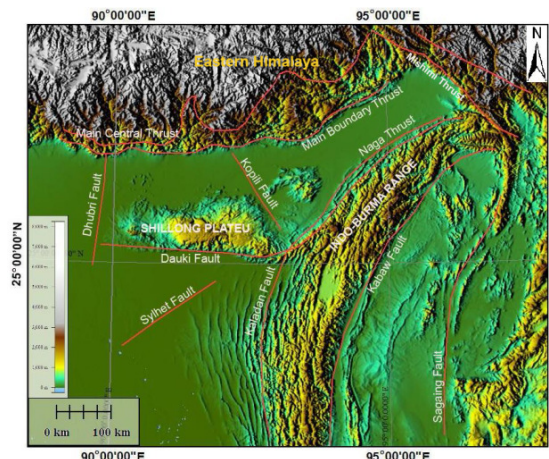 90°00'00"E
95°00'00"E
N
Eastern Himalaya
Mishimi Thrust
Main Central Thrust
Main Boundary Thrust
Naga Thrust
Kopili Fault
Dhubri Fault
SHILLONG PLATEU
INDO-BURMA RANGE
25°00'00"N
Dauki Fault
Kabaw Fault
Kaladan Fault
Sylhet Fault
Sagaing Fault
0 km 100 km
90°00'00"E
95°00'00"E